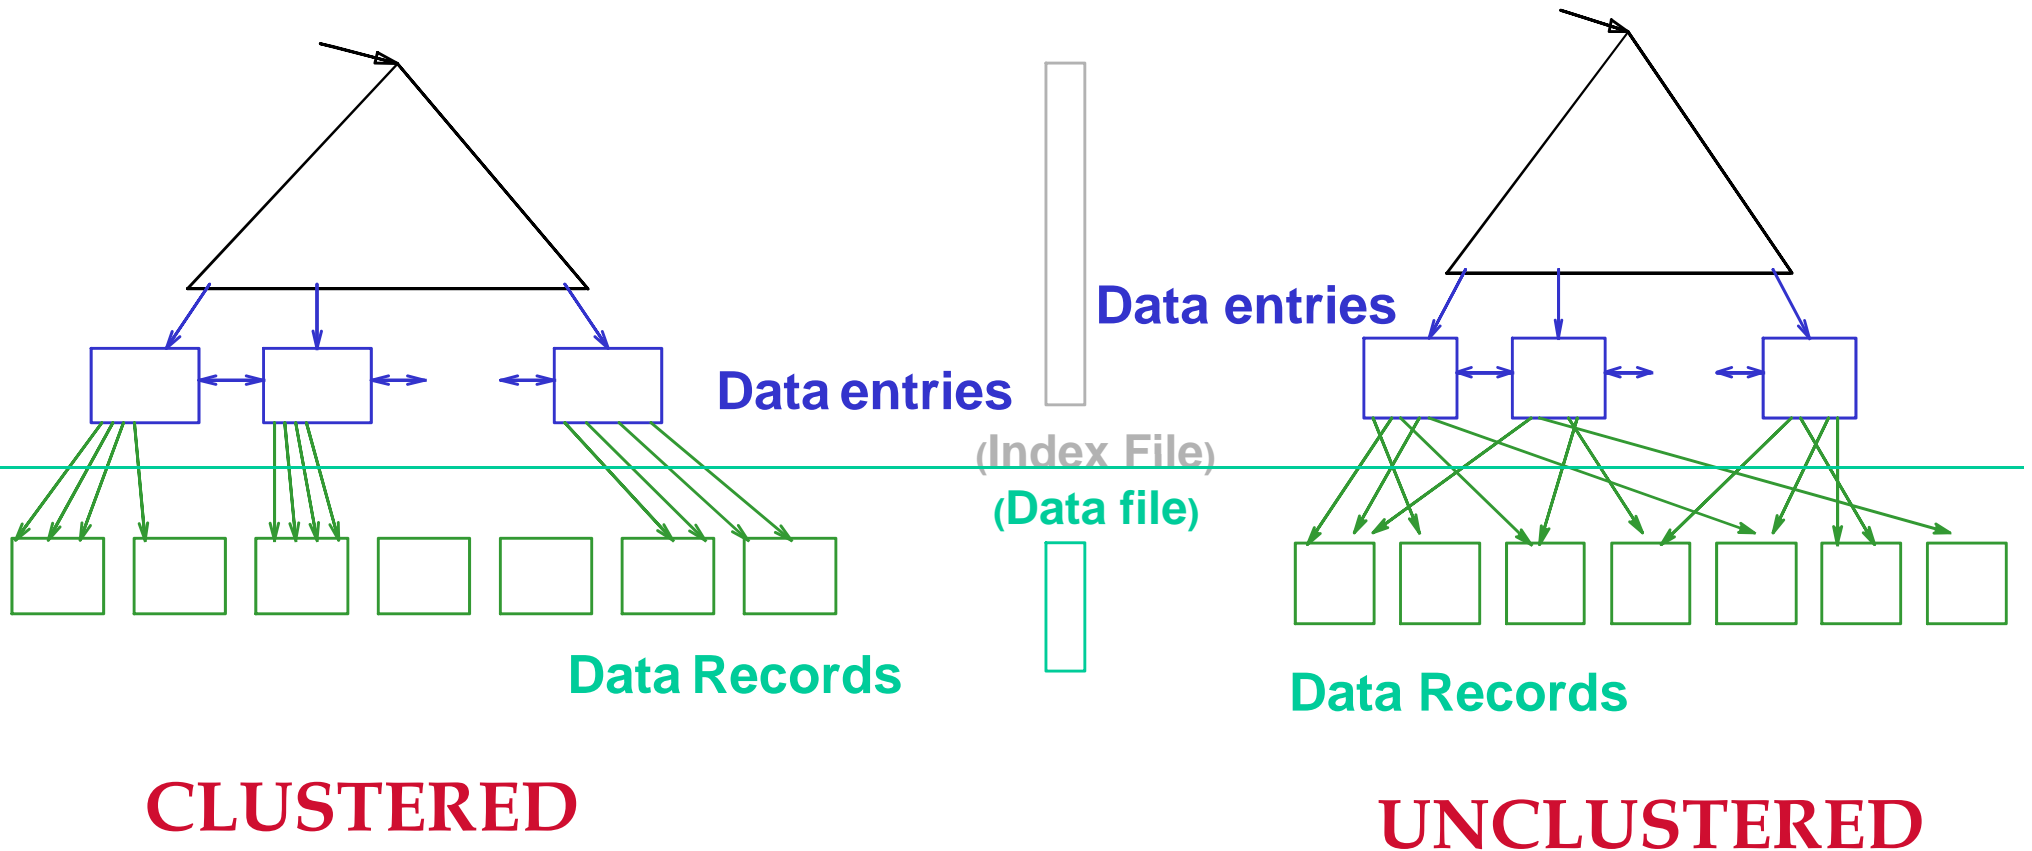 Data entries
Data entries
(Index File)
(Data file)
Data Records
Data Records
CLUSTERED
UNCLUSTERED